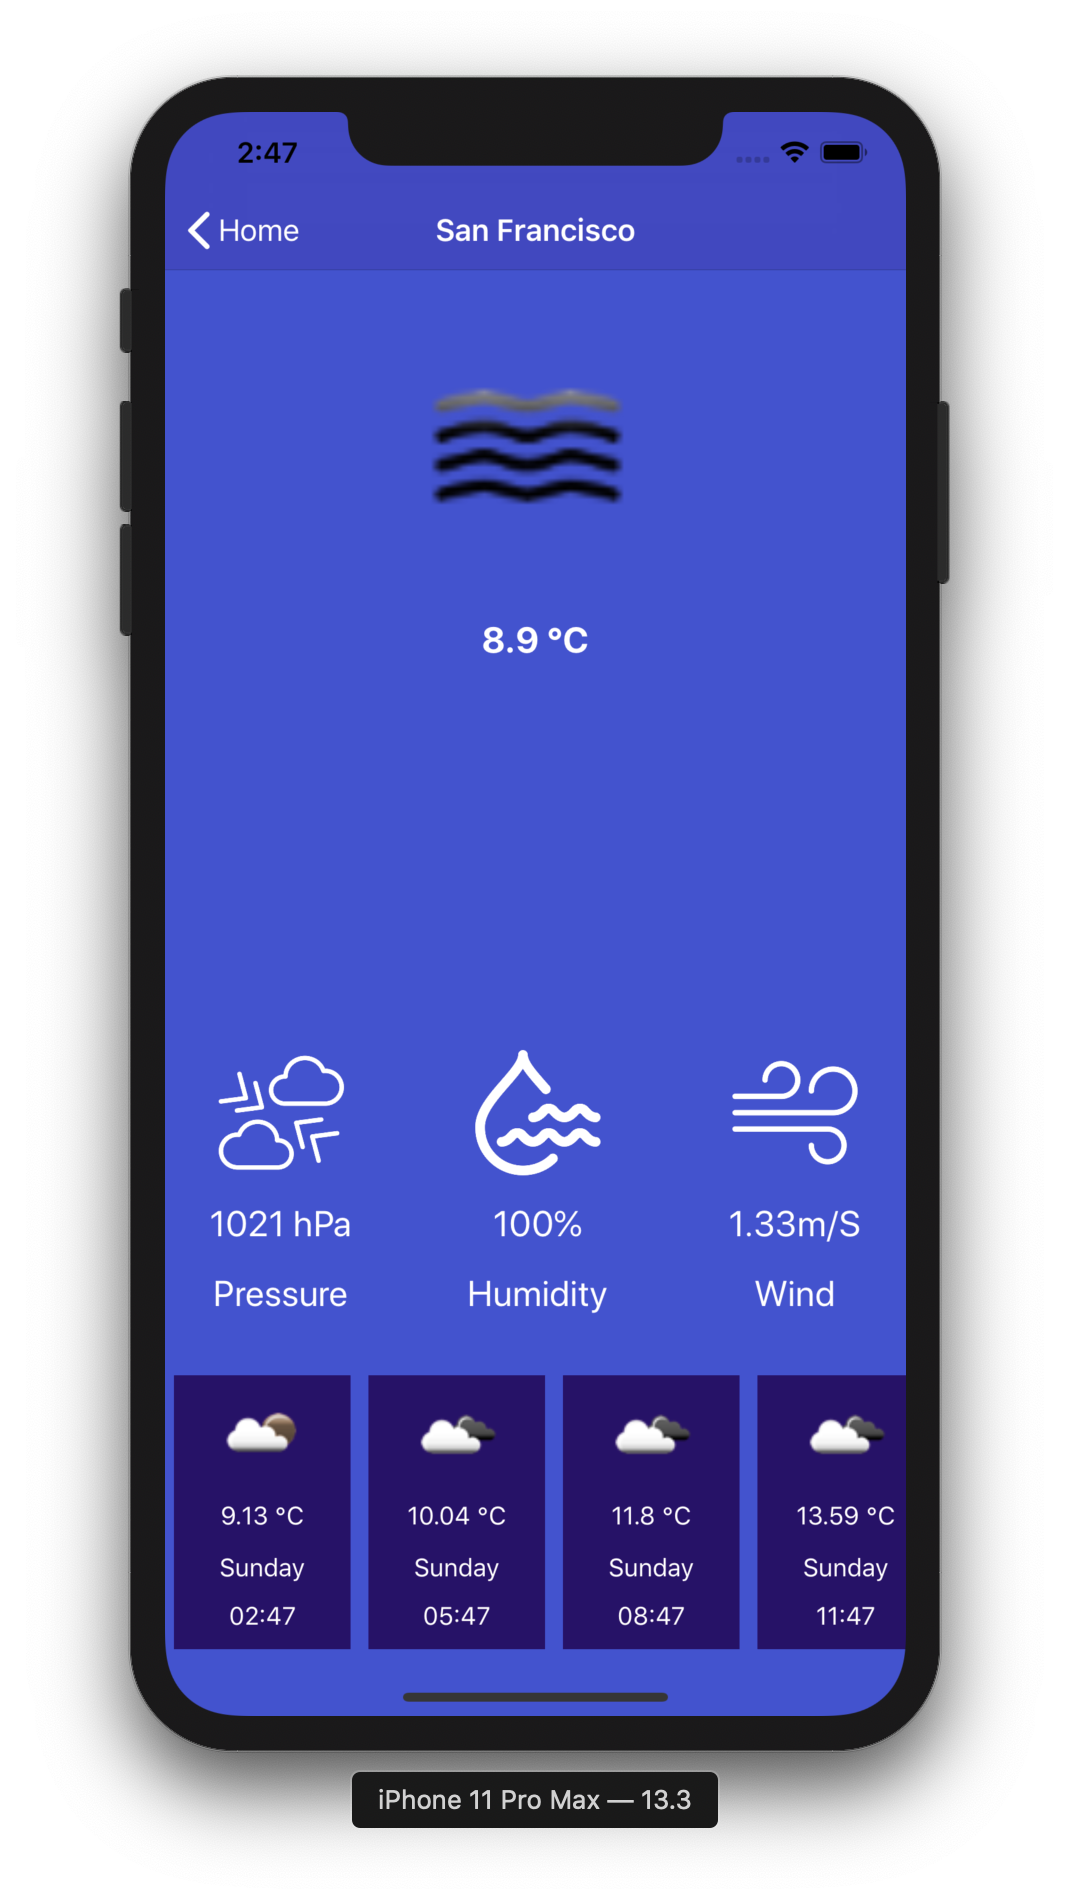 2:47
Home
San Francisco
8.9 °C
1021 hPa
100%
1.33m/S
Pressure
Humidity
Wind
9.13 °C
10.04 °C
11.8 °C
13.59 °C
Sunday
Sunday
Sunday
Sunday
02:47
05:47
08:47
11:47
iPhone 11 Pro Max — 13.3